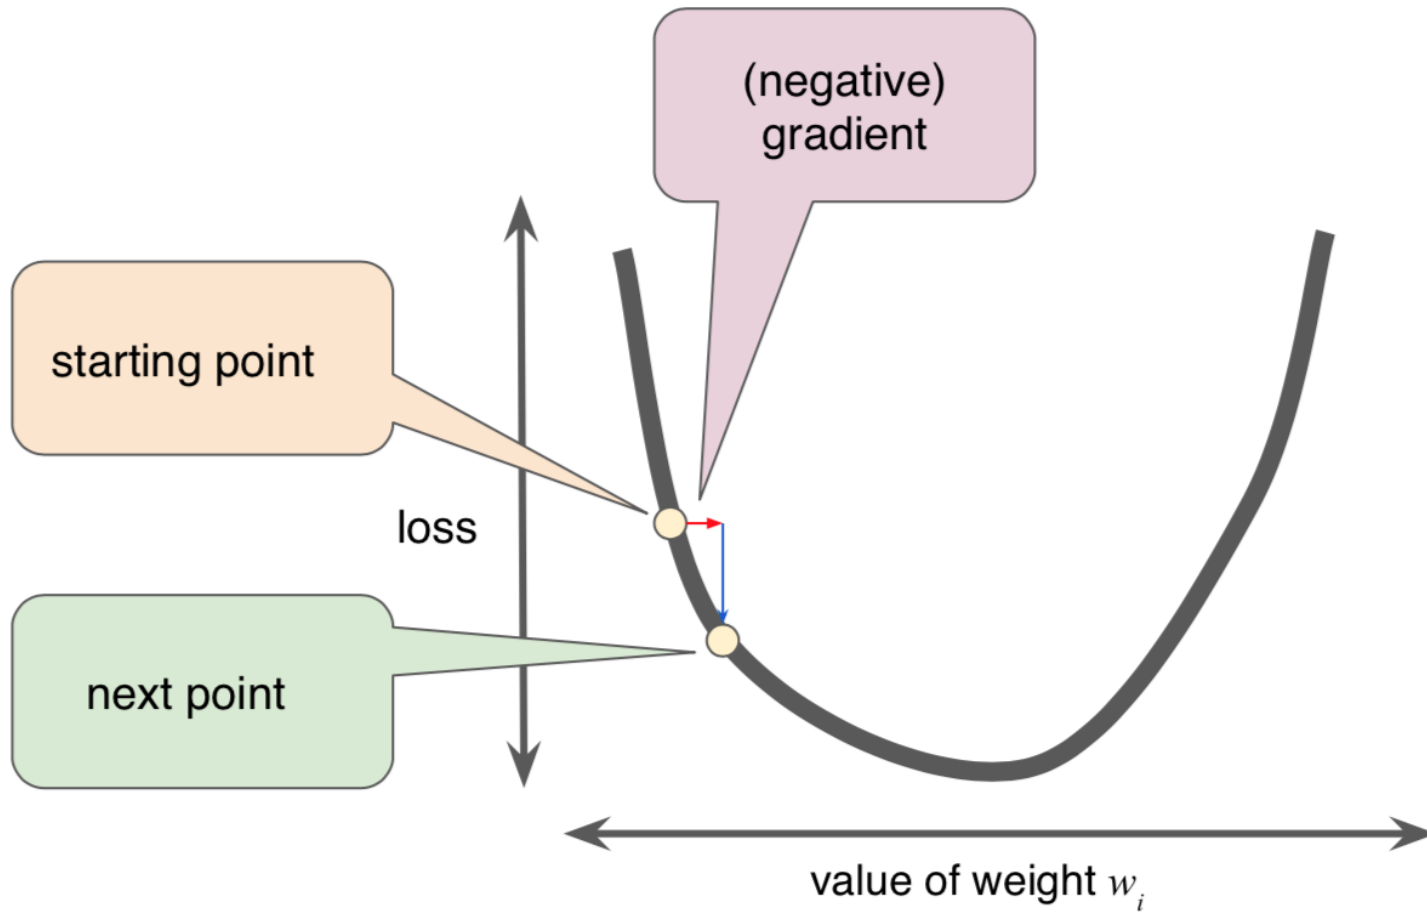 (negative)
gradient
starting point
loss
next point
value of weight wᵢ